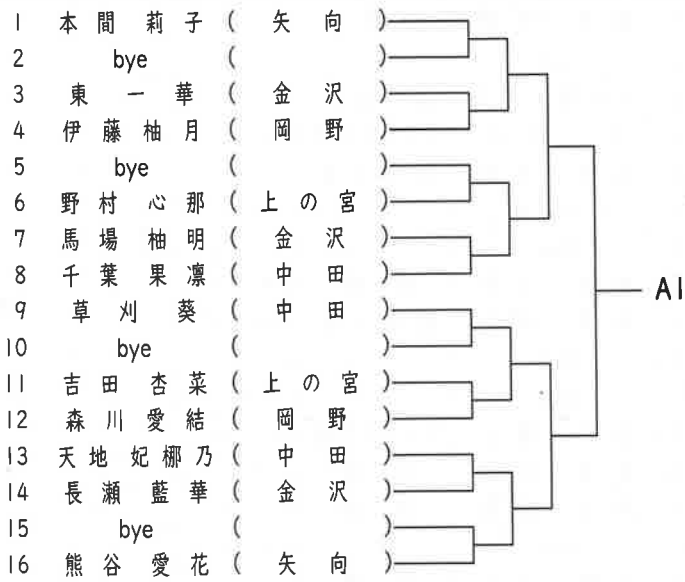 1 本間 莉子 ( 矢向 )
2 bye ( )
3 東 一華 ( 金沢 )
4 伊藤柚月 ( 岡野 )
5 bye ( )
6 野村 心那 ( 上の宮 )
7 馬場 柚明 ( 金沢 )
8 千葉 果凛 ( 中田 )
9 草刈 葵 ( 中田 )
10 bye ( )
11 吉田 杏菜 ( 上の宮 )
12 森川愛結 ( 岡野 )
13 天地 妃梛乃 ( 中田 )
14 長瀬 藍華 ( 金沢 )
15 bye ( )
16 熊谷 愛花 ( 矢向 )
A1